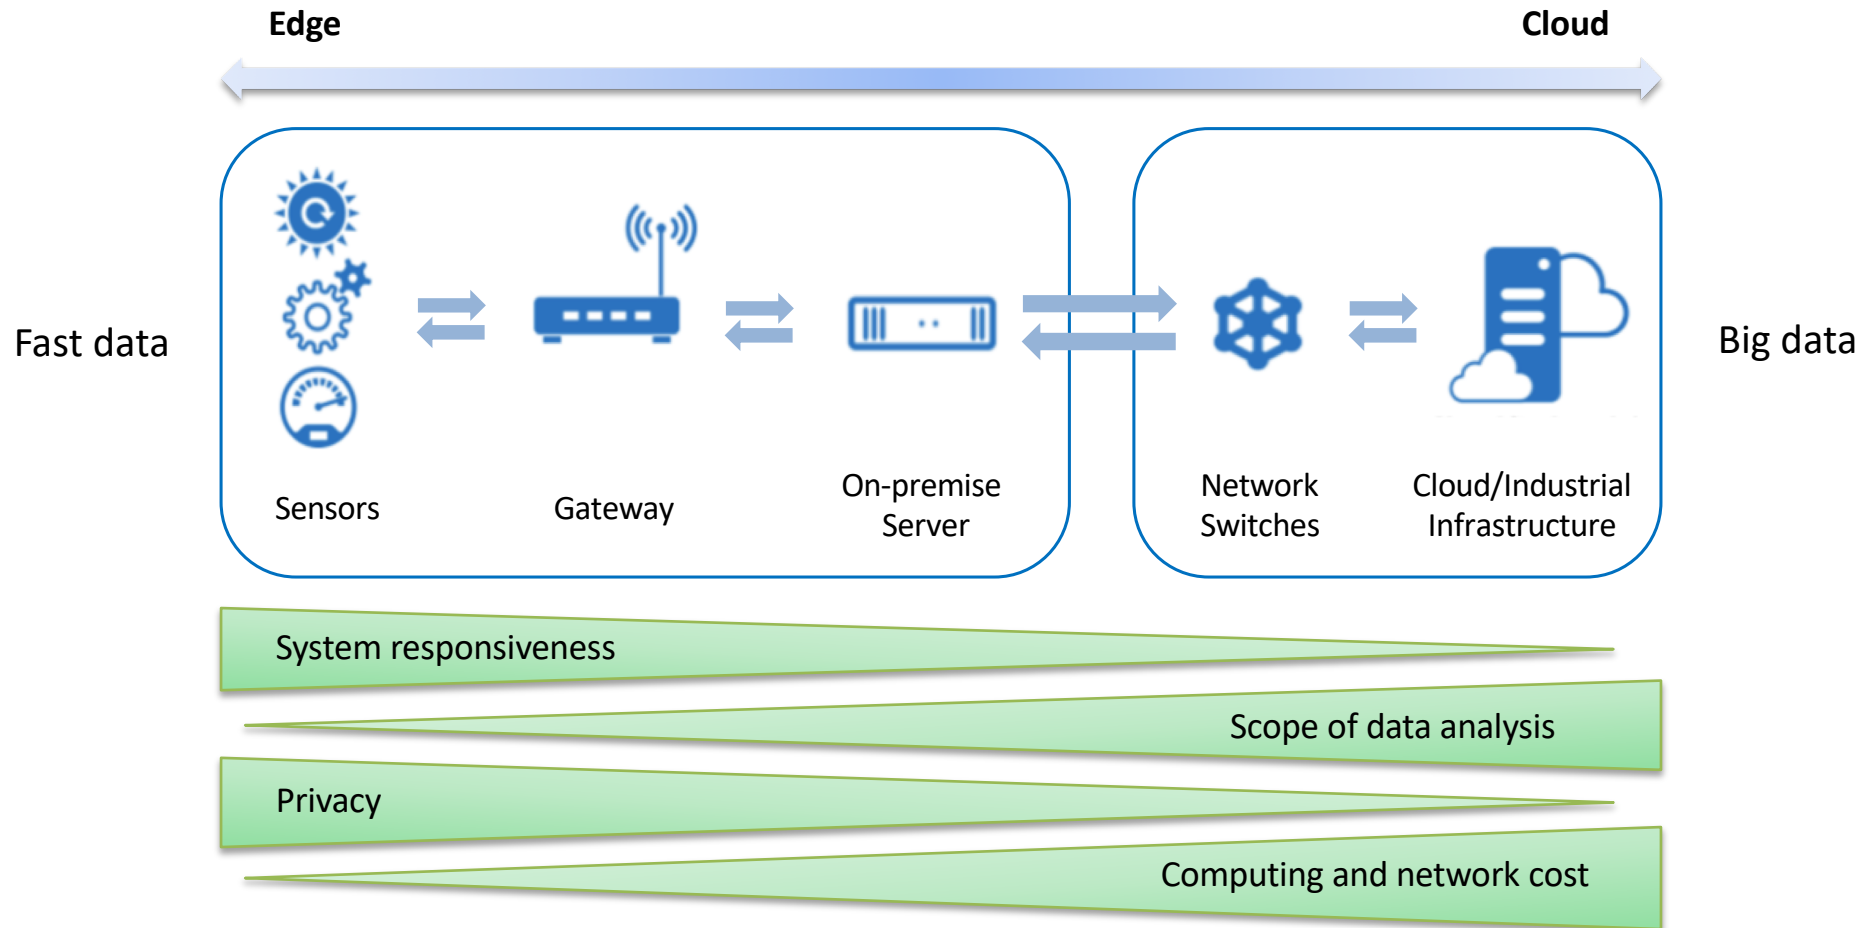 Edge
Cloud
Fast data
Big data
Sensors
Gateway
On-premise
Server
Network
Switches
Cloud/Industrial
Infrastructure
System responsiveness
Scope of data analysis
Privacy
Computing and network cost